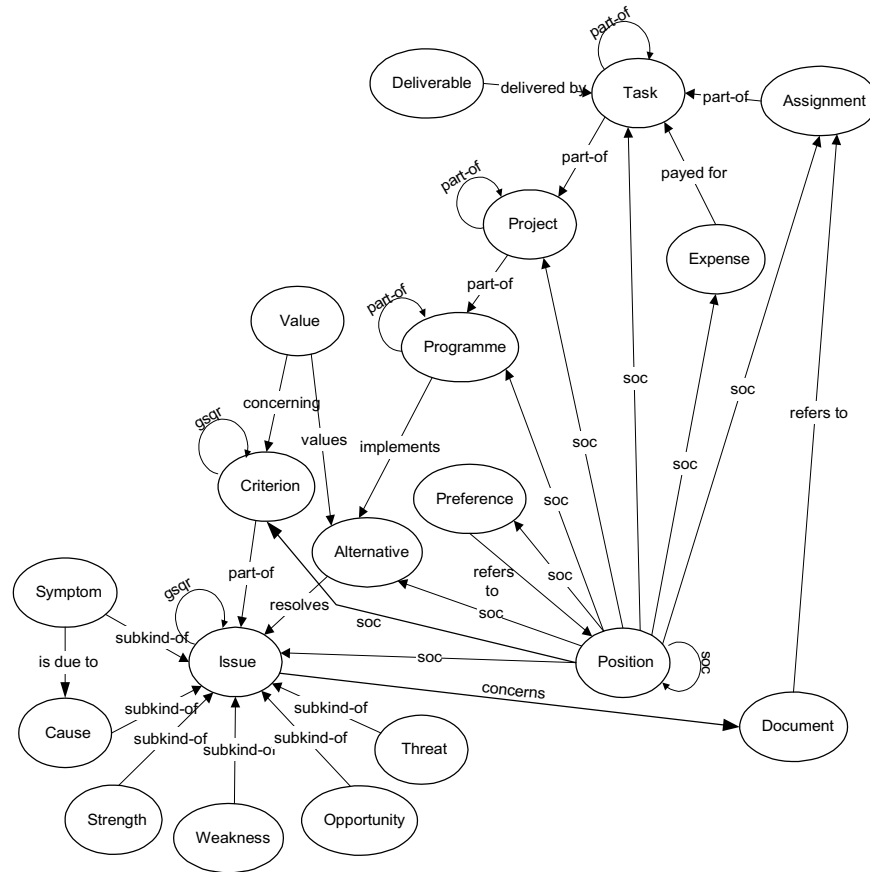 part-of
Deliverable
delivered by
Task
part-of
Assignment
part-of
part-of
payed for
Project
Expense
part-of
part-of
Value
Programme
soc
soc
concerning
refers to
gsqr
values
implements
soc
soc
Criterion
Preference
soc
Alternative
part-of
refers
to
soc
Symptom
gsqr
resolves
soc
soc
subkind-of
is due to
Issue
soc
Position
soc
concerns
subkind-of
subkind-of
Cause
subkind-of
subkind-of
subkind-of
Threat
Document
Strength
Weakness
Opportunity